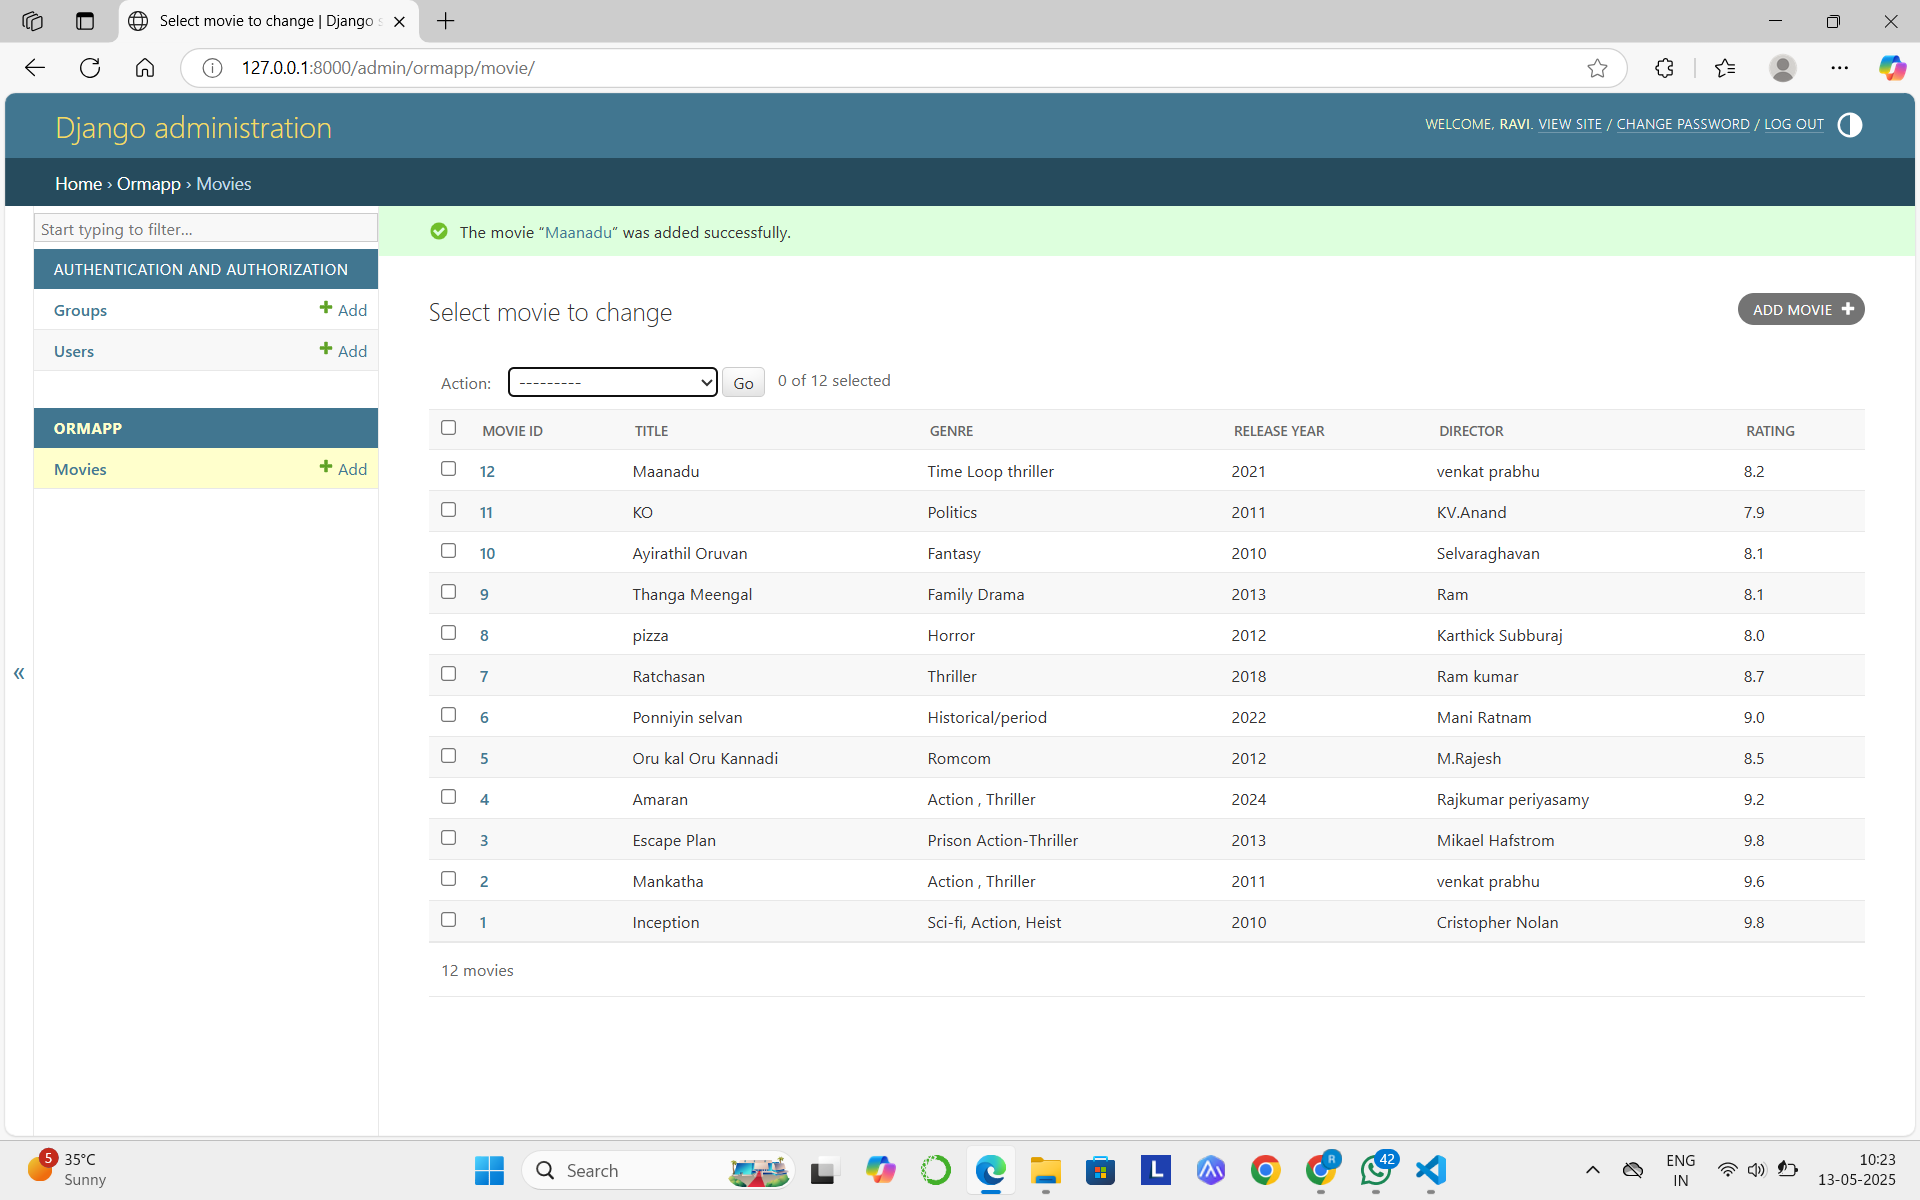 Select movie to change | Django s
127.0.0.1:8000/admin/ormapp/movie/
Django administration
WELCOME, RAVI. VIEW SITE / CHANGE PASSWORD / LOG OUT
Home › Ormapp › Movies
Start typing to filter...
The movie “Maanadu” was added successfully.
AUTHENTICATION AND AUTHORIZATION
Groups Add
Users Add
ORMAPP
Movies Add
«
Select movie to change
ADD MOVIE
Action: --------- Go 0 of 12 selected
MOVIE ID TITLE GENRE RELEASE YEAR DIRECTOR RATING
12 Maanadu Time Loop thriller 2021 venkat prabhu 8.2
11 KO Politics 2011 KV.Anand 7.9
10 Ayirathil Oruvan Fantasy 2010 Selvaraghavan 8.1
9 Thanga Meengal Family Drama 2013 Ram 8.1
8 pizza Horror 2012 Karthick Subburaj 8.0
7 Ratchasan Thriller 2018 Ram kumar 8.7
6 Ponniyin selvan Historical/period 2022 Mani Ratnam 9.0
5 Oru kal Oru Kannadi Romcom 2012 M.Rajesh 8.5
4 Amaran Action , Thriller 2024 Rajkumar periyasamy 9.2
3 Escape Plan Prison Action-Thriller 2013 Mikael Hafstrom 9.8
2 Mankatha Action , Thriller 2011 venkat prabhu 9.6
1 Inception Sci-fi, Action, Heist 2010 Cristopher Nolan 9.8
12 movies
5
35°C
Sunny
Search
L
R
42
ENG
IN
10:23
13-05-2025